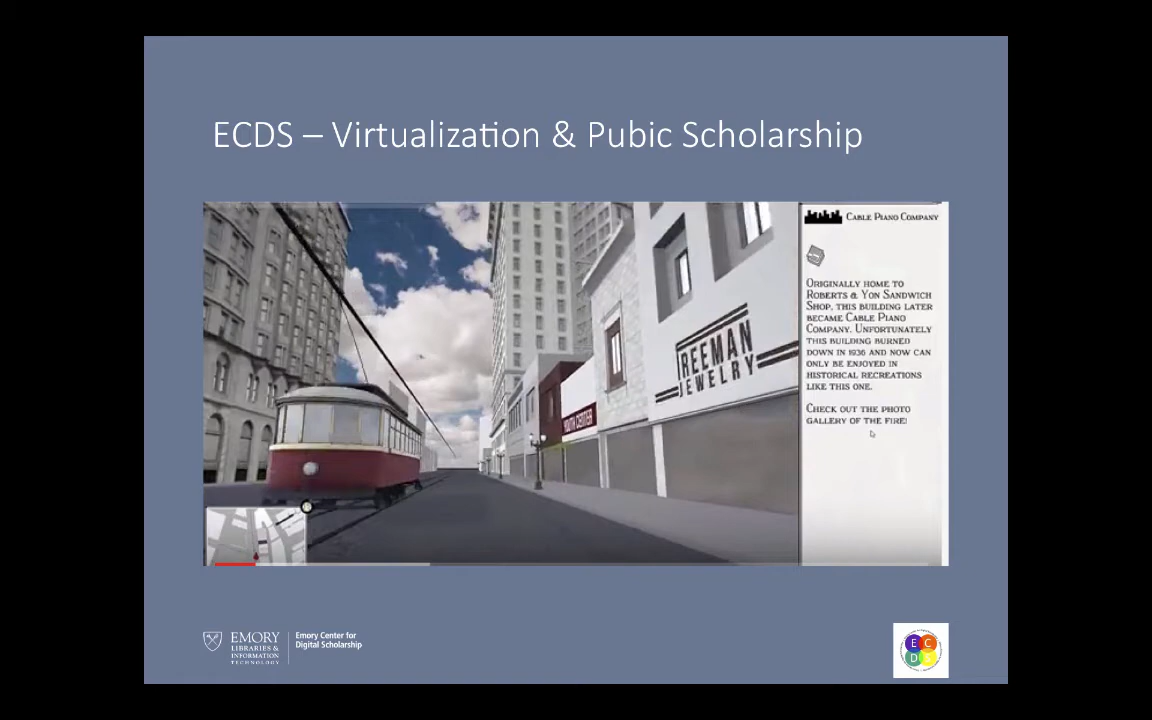 ECDS – Virtualization & Pubic Scholarship
CABLE PIANO COMPANY
ORIGINALLY HOME TO
ROBERTS & YON SANDWICH
SHOP, THIS BUILDING LATER
BECAME CABLE PIANO
COMPANY. UNFORTUNATELY
THIS BUILDING BURNED
DOWN IN 1936 AND NOW CAN
ONLY BE ENJOYED IN
HISTORICAL RECREATIONS
LIKE THIS ONE.
CHECK OUT THE PHOTO
GALLERY OF THE FIRE!
REEMAN
JEWELRY
YOUTH CENTER
EMORY
LIBRARIES &
INFORMATION
TECHNOLOGY
Emory Center for
Digital Scholarship
E C
D S